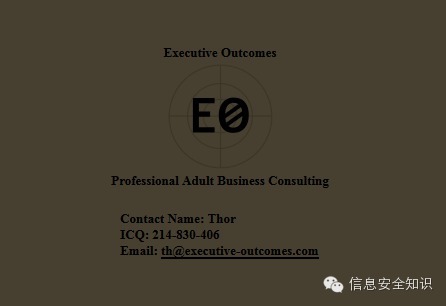 Executive Outcomes
EO
Professional Adult Business Consulting
Contact Name: Thor
ICQ: 214-830-406
Email: th@executive-outcomes.com
信息安全知识